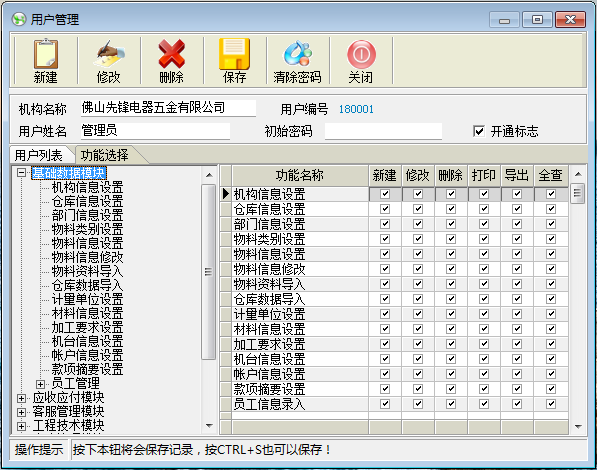 用户管理
新建 修改 删除 保存 清除密码 关闭
机构名称 佛山先锋电器五金有限公司 用户编号 180001
用户姓名 管理员 初始密码 开通标志
用户列表 功能选择
基础数据模块
机构信息设置
仓库信息设置
部门信息设置
物料类别设置
物料信息设置
物料信息修改
物料资料导入
仓库数据导入
计量单位设置
材料信息设置
加工要求设置
机台信息设置
帐户信息设置
款项摘要设置
员工管理
应收应付模块
客服管理模块
工程技术模块
功能名称 新建 修改 删除 打印 导出 全查
机构信息设置
仓库信息设置
部门信息设置
物料类别设置
物料信息设置
物料信息修改
物料资料导入
仓库数据导入
计量单位设置
材料信息设置
加工要求设置
机台信息设置
帐户信息设置
款项摘要设置
员工信息录入
操作提示 按下本钮将会保存记录，按CTRL+S也可以保存！